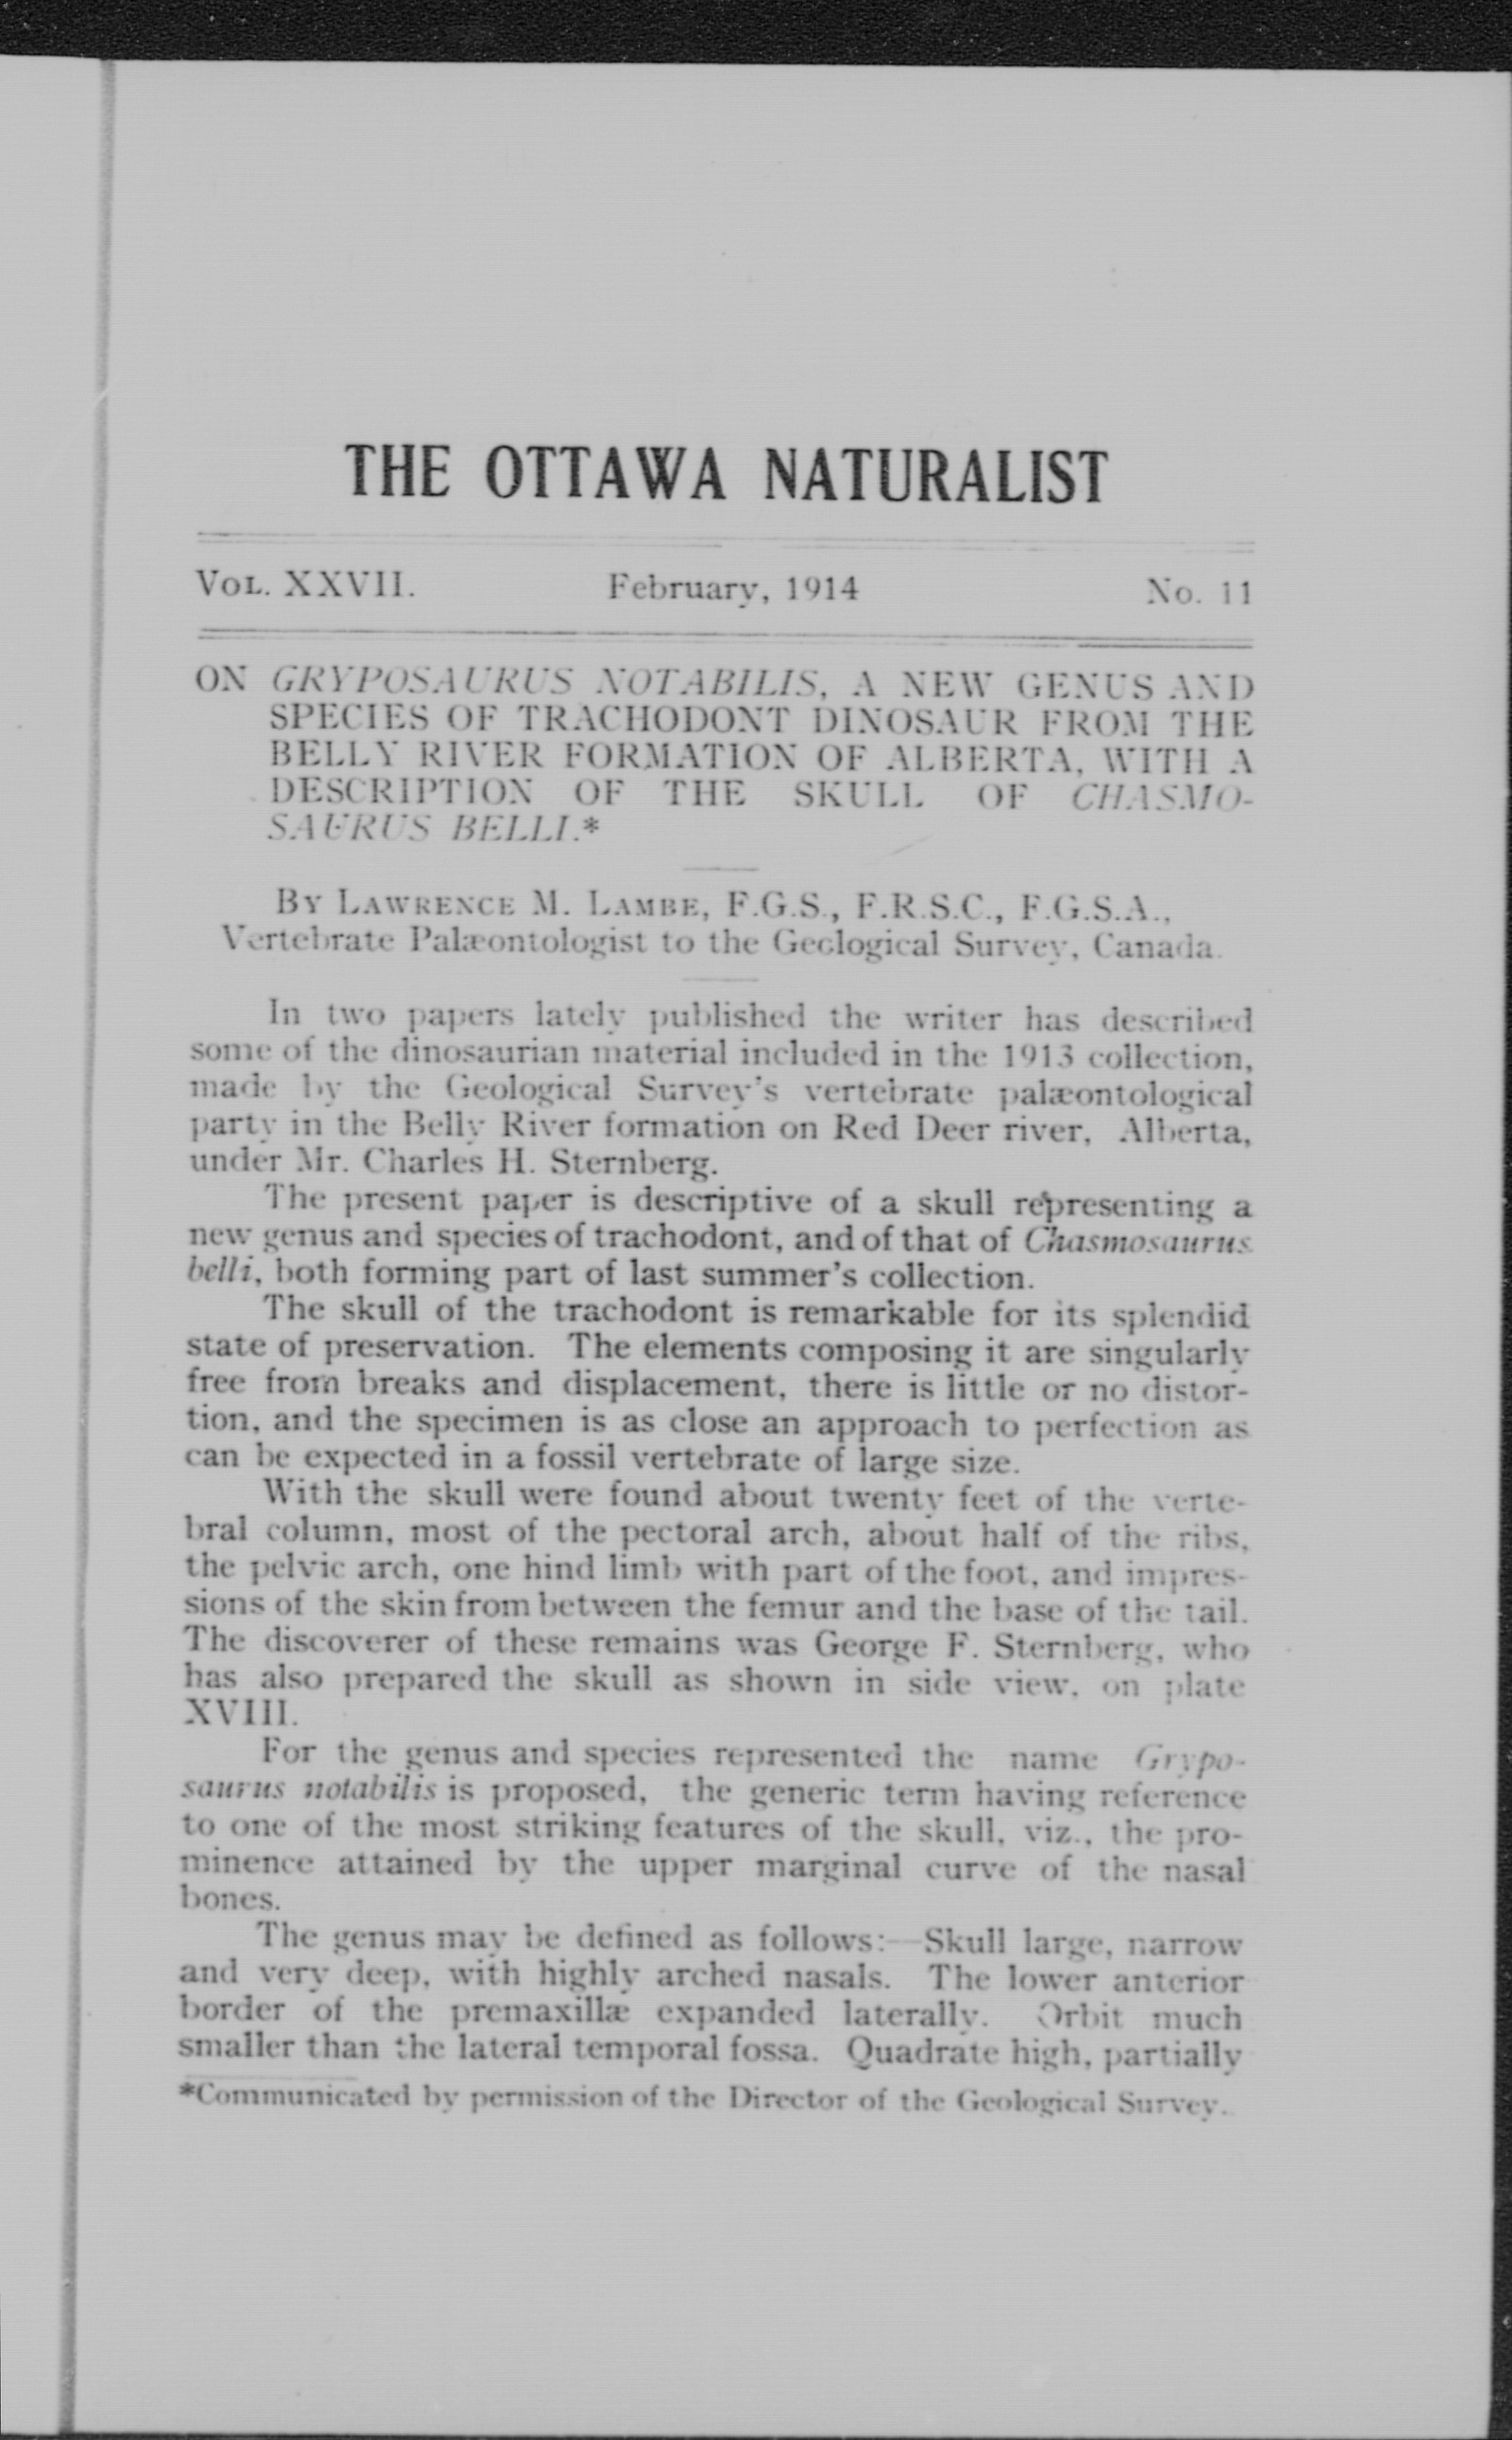 THE OTTAWA NATURALIST
VOL. XXVII. February, 1914 No. 11
ON GRYPOSAURUS NOTABILIS, A NEW GENUS AND
SPECIES OF TRACHODONT DINOSAUR FROM THE
BELLY RIVER FORMATION OF ALBERTA, WITH A
DESCRIPTION OF THE SKULL OF CHASMO-
SAURUS BELLI.*
BY LAWRENCE M. LAMBE, F.G.S., F.R.S.C., F.G.S.A.,
Vertebrate Palæontologist to the Geological Survey, Canada.
In two papers lately published the writer has described
some of the dinosaurian material included in the 1913 collection,
made by the Geological Survey's vertebrate palæontological
party in the Belly River formation on Red Deer river, Alberta,
under Mr. Charles H. Sternberg.
The present paper is descriptive of a skull representing a
new genus and species of trachodont, and of that of Chasmosaurus
belli, both forming part of last summer's collection.
The skull of the trachodont is remarkable for its splendid
state of preservation. The elements composing it are singularly
free from breaks and displacement, there is little or no distor-
tion, and the specimen is as close an approach to perfection as
can be expected in a fossil vertebrate of large size.
With the skull were found about twenty feet of the verte-
bral column, most of the pectoral arch, about half of the ribs,
the pelvic arch, one hind limb with part of the foot, and impres-
sions of the skin from between the femur and the base of the tail.
The discoverer of these remains was George F. Sternberg, who
has also prepared the skull as shown in side view, on plate
XVIII.
For the genus and species represented the name Grypo-
saurus notabilis is proposed, the generic term having reference
to one of the most striking features of the skull, viz., the pro-
minence attained by the upper marginal curve of the nasal
bones.
The genus may be defined as follows:—Skull large, narrow
and very deep, with highly arched nasals. The lower anterior
border of the premaxillæ expanded laterally. Orbit much
smaller than the lateral temporal fossa. Quadrate high, partially
*Communicated by permission of the Director of the Geological Survey.